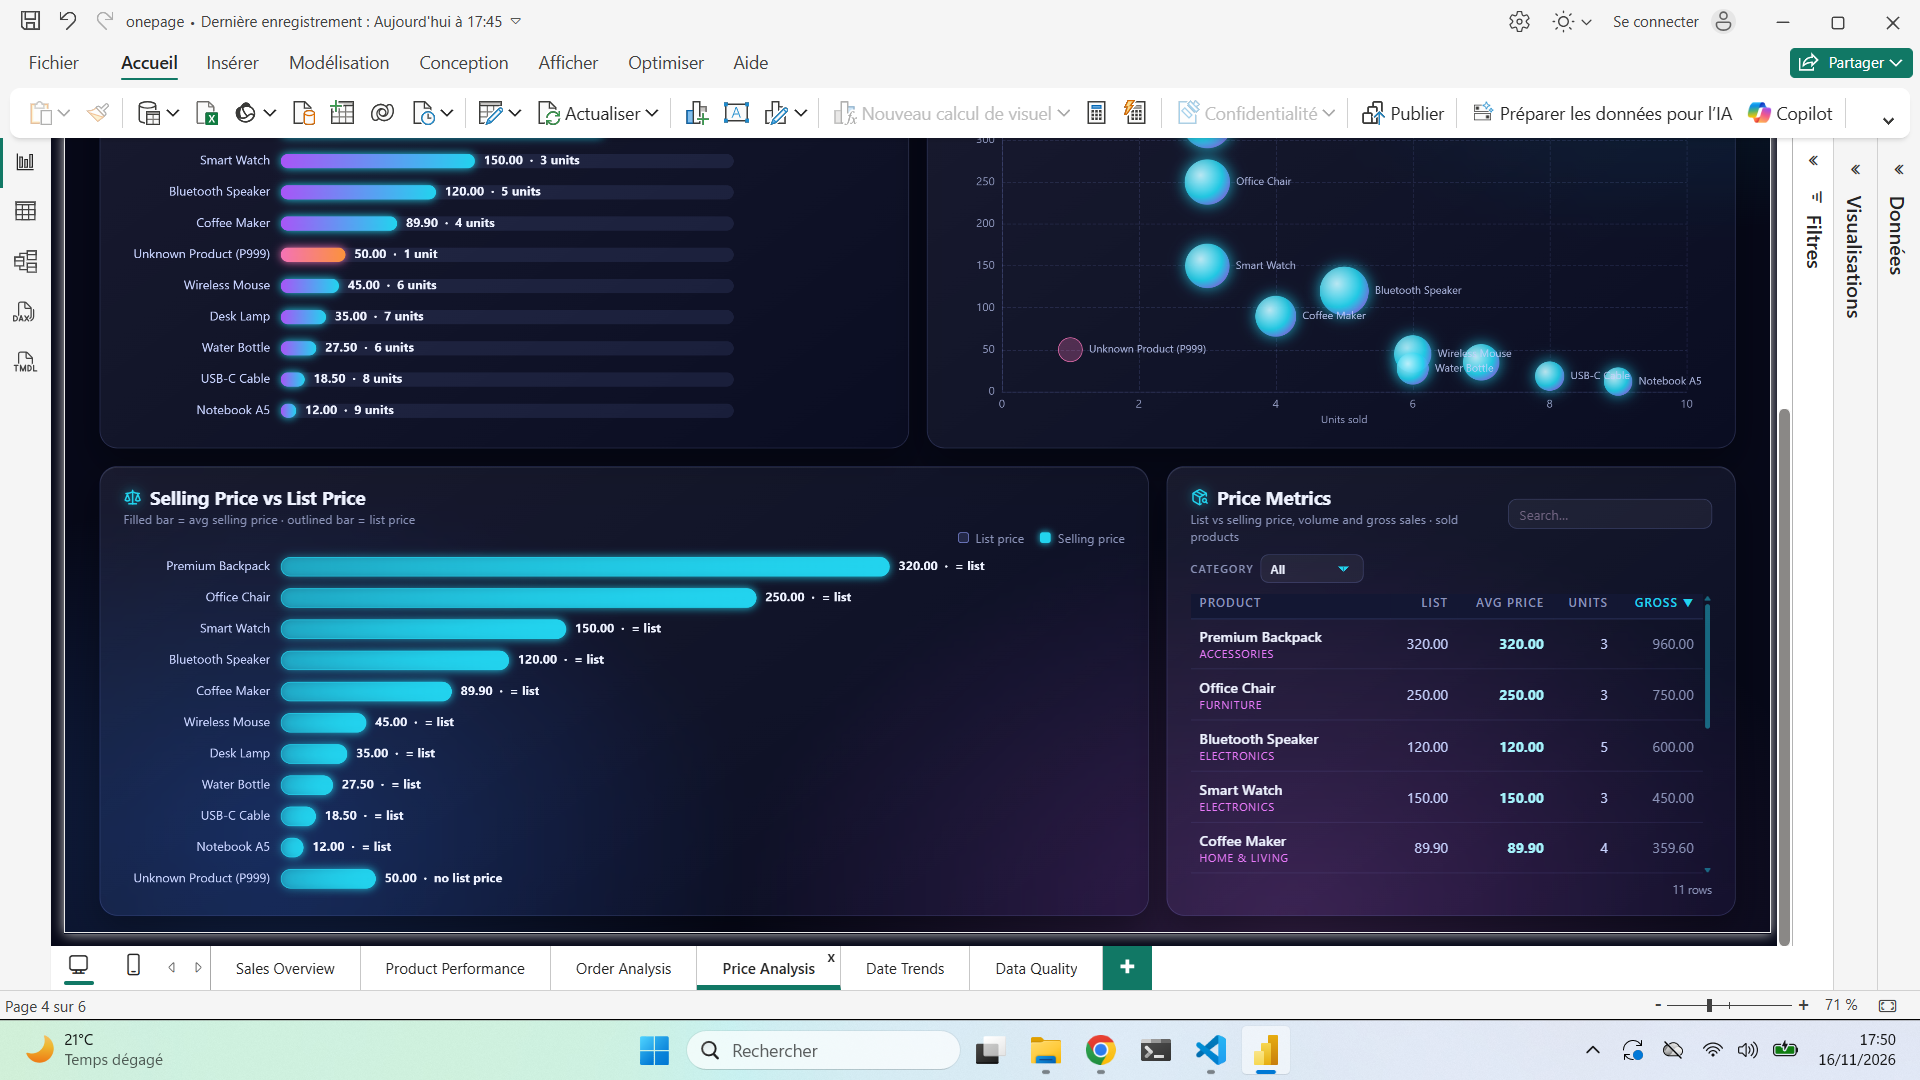 onepage • Dernière enregistrement : Aujourd'hui à 17:45
Se connecter
Fichier
Accueil
Insérer
Modélisation
Conception
Afficher
Optimiser
Aide
Partager
Actualiser
Nouveau calcul de visuel
Confidentialité
Publier
Préparer les données pour l'IA
Copilot
DAX
TMDL
Smart Watch 150.00 · 3 units
Bluetooth Speaker 120.00 · 5 units
Coffee Maker 89.90 · 4 units
Unknown Product (P999) 50.00 · 1 unit
Wireless Mouse 45.00 · 6 units
Desk Lamp 35.00 · 7 units
Water Bottle 27.50 · 6 units
USB-C Cable 18.50 · 8 units
Notebook A5 12.00 · 9 units
300
250
200
150
100
50
0
Office Chair
Smart Watch
Bluetooth Speaker
Coffee Maker
Unknown Product (P999)
Wireless Mouse
Water Bottle
USB-C Cable
Notebook A5
0 2 4 6 8 10
Units sold
Selling Price vs List Price
Filled bar = avg selling price · outlined bar = list price
List price
Selling price
Premium Backpack 320.00 · = list
Office Chair 250.00 · = list
Smart Watch 150.00 · = list
Bluetooth Speaker 120.00 · = list
Coffee Maker 89.90 · = list
Wireless Mouse 45.00 · = list
Desk Lamp 35.00 · = list
Water Bottle 27.50 · = list
USB-C Cable 18.50 · = list
Notebook A5 12.00 · = list
Unknown Product (P999) 50.00 · no list price
Price Metrics
List vs selling price, volume and gross sales · sold
products
Search...
CATEGORY All
PRODUCT LIST AVG PRICE UNITS GROSS ▼
Premium Backpack 320.00 320.00 3 960.00
ACCESSORIES
Office Chair 250.00 250.00 3 750.00
FURNITURE
Bluetooth Speaker 120.00 120.00 5 600.00
ELECTRONICS
Smart Watch 150.00 150.00 3 450.00
ELECTRONICS
Coffee Maker 89.90 89.90 4 359.60
HOME & LIVING
11 rows
Filtres
Visualisations
Données
Sales Overview
Product Performance
Order Analysis
Price Analysis
x
Date Trends
Data Quality
+
Page 4 sur 6
- + 71 %
21°C
Temps dégagé
Rechercher
17:50
16/11/2026